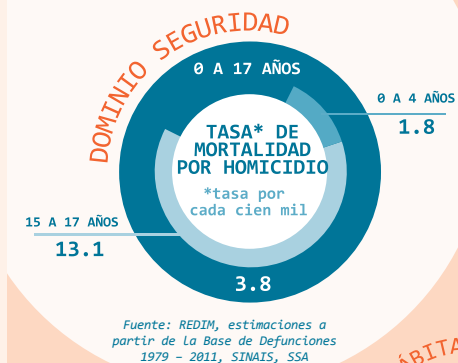 DOMINIO SEGURIDAD
0 A 17 AÑOS
0 A 4 AÑOS
1.8
TASA* DE
MORTALIDAD
POR HOMICIDIO
*tasa por
cada cien mil
15 A 17 AÑOS
13.1
3.8
Fuente: REDIM, estimaciones a
partir de la Base de Defunciones
1979 – 2011, SINAIS, SSA
ÁBITA